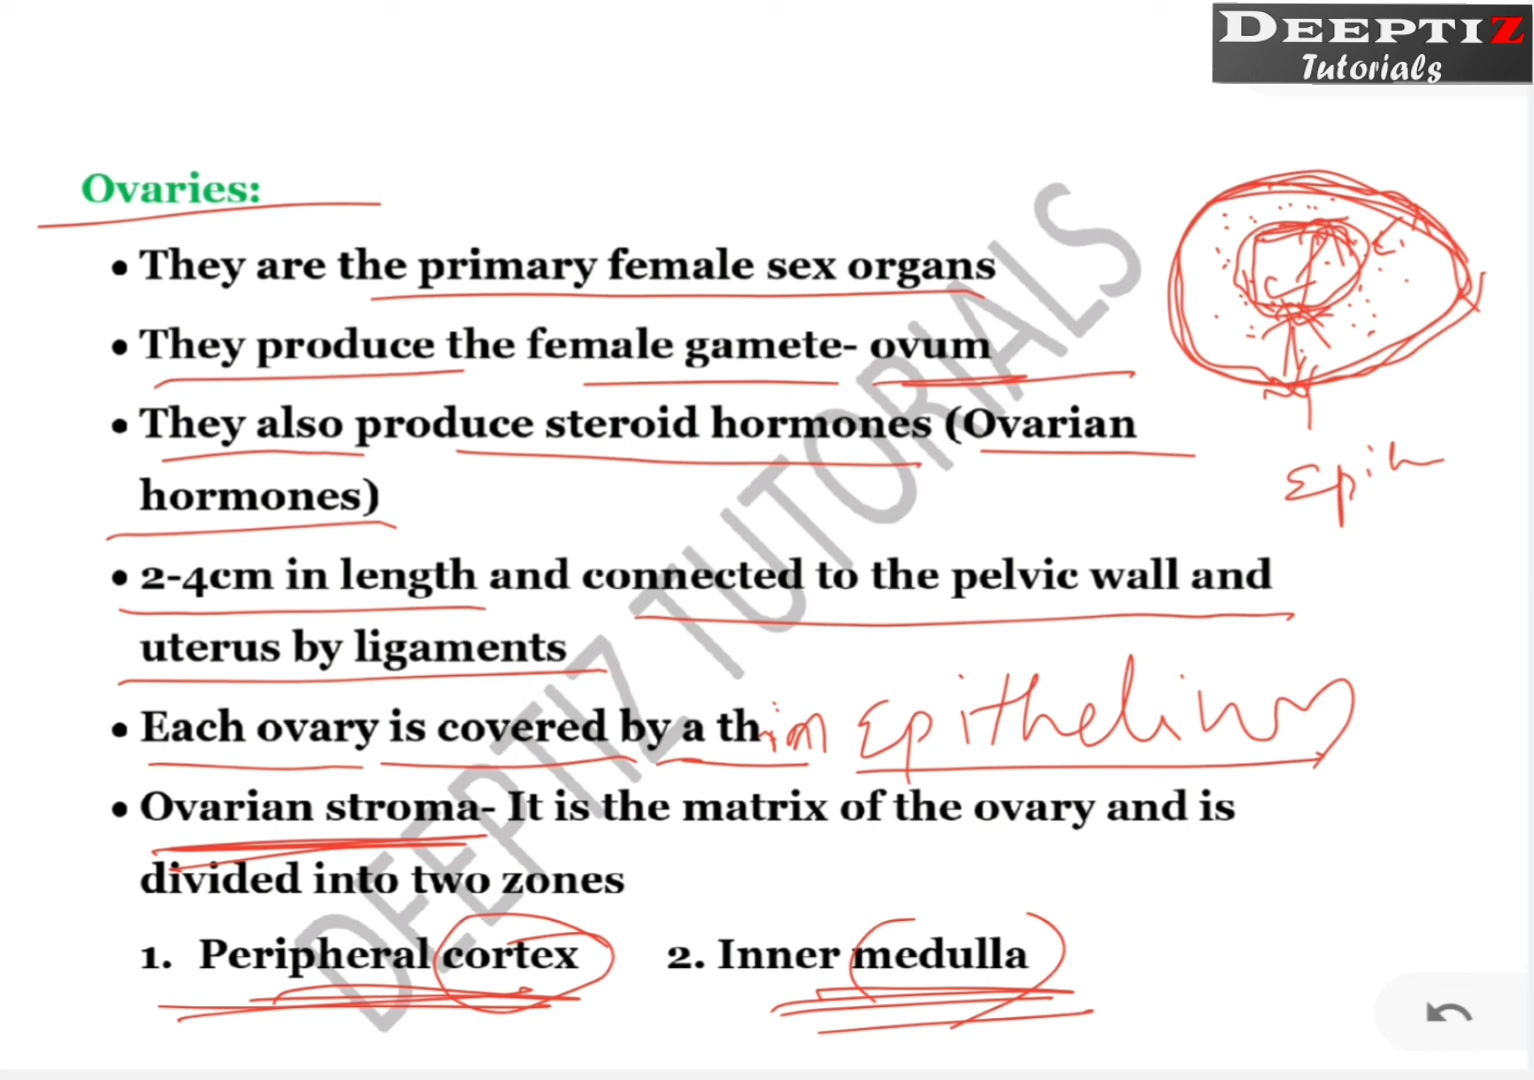 DEEPTIZ
Tutorials
Ovaries:
• They are the primary female sex organs
• They produce the female gamete- ovum
• They also produce steroid hormones (Ovarian
hormones)
Epi
• 2-4cm in length and connected to the pelvic wall and
uterus by ligaments
• Each ovary is covered by a thin Epithelium
• Ovarian stroma- It is the matrix of the ovary and is
divided into two zones
1. Peripheral cortex 2. Inner medulla
DEEPTIZ TUTORIALS